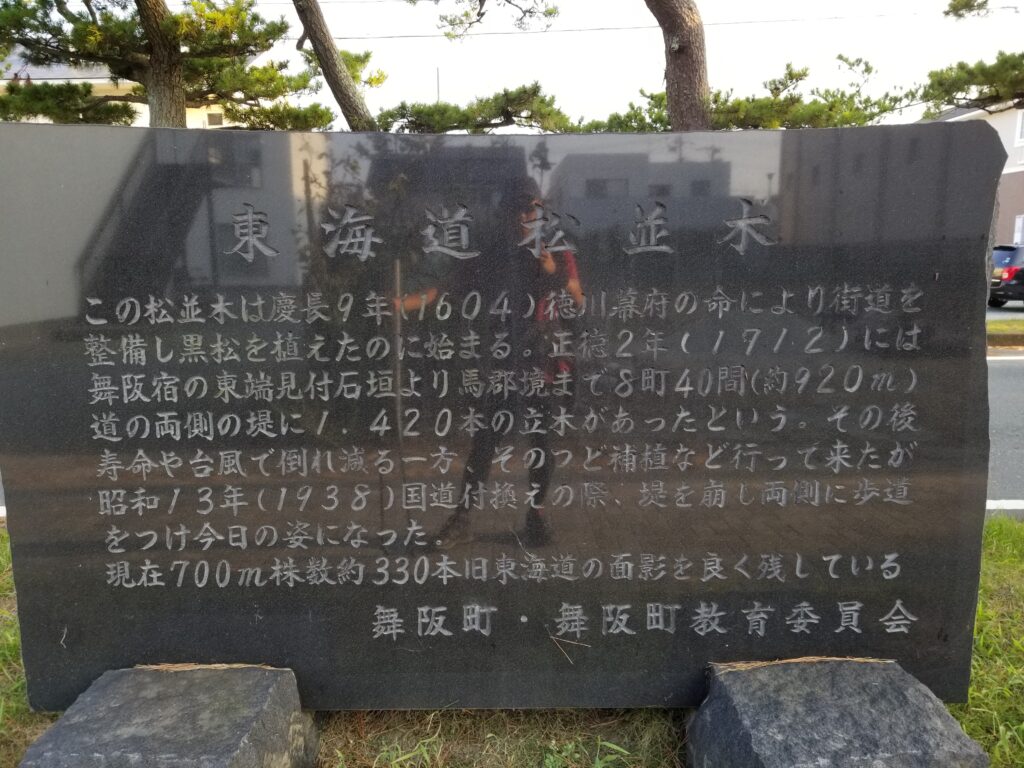 東海道松並木
この松並木は慶長9年(1604)徳川幕府の命により街道を
整備し黒松を植えたのに始まる。正徳2年(1712)には
舞阪宿の東端見付石垣より馬郡境まで8町40間(約920m)
道の両側の堤に1.420本の立木があったという。その後
寿命や台風で倒れ減る一方、そのつど補植など行って来たが
昭和13年(1938)国道付換えの際、堤を崩し両側に歩道
をつけ今日の姿になった。
現在700m株数約330本旧東海道の面影を良く残している
舞阪町・舞阪町教育委員会